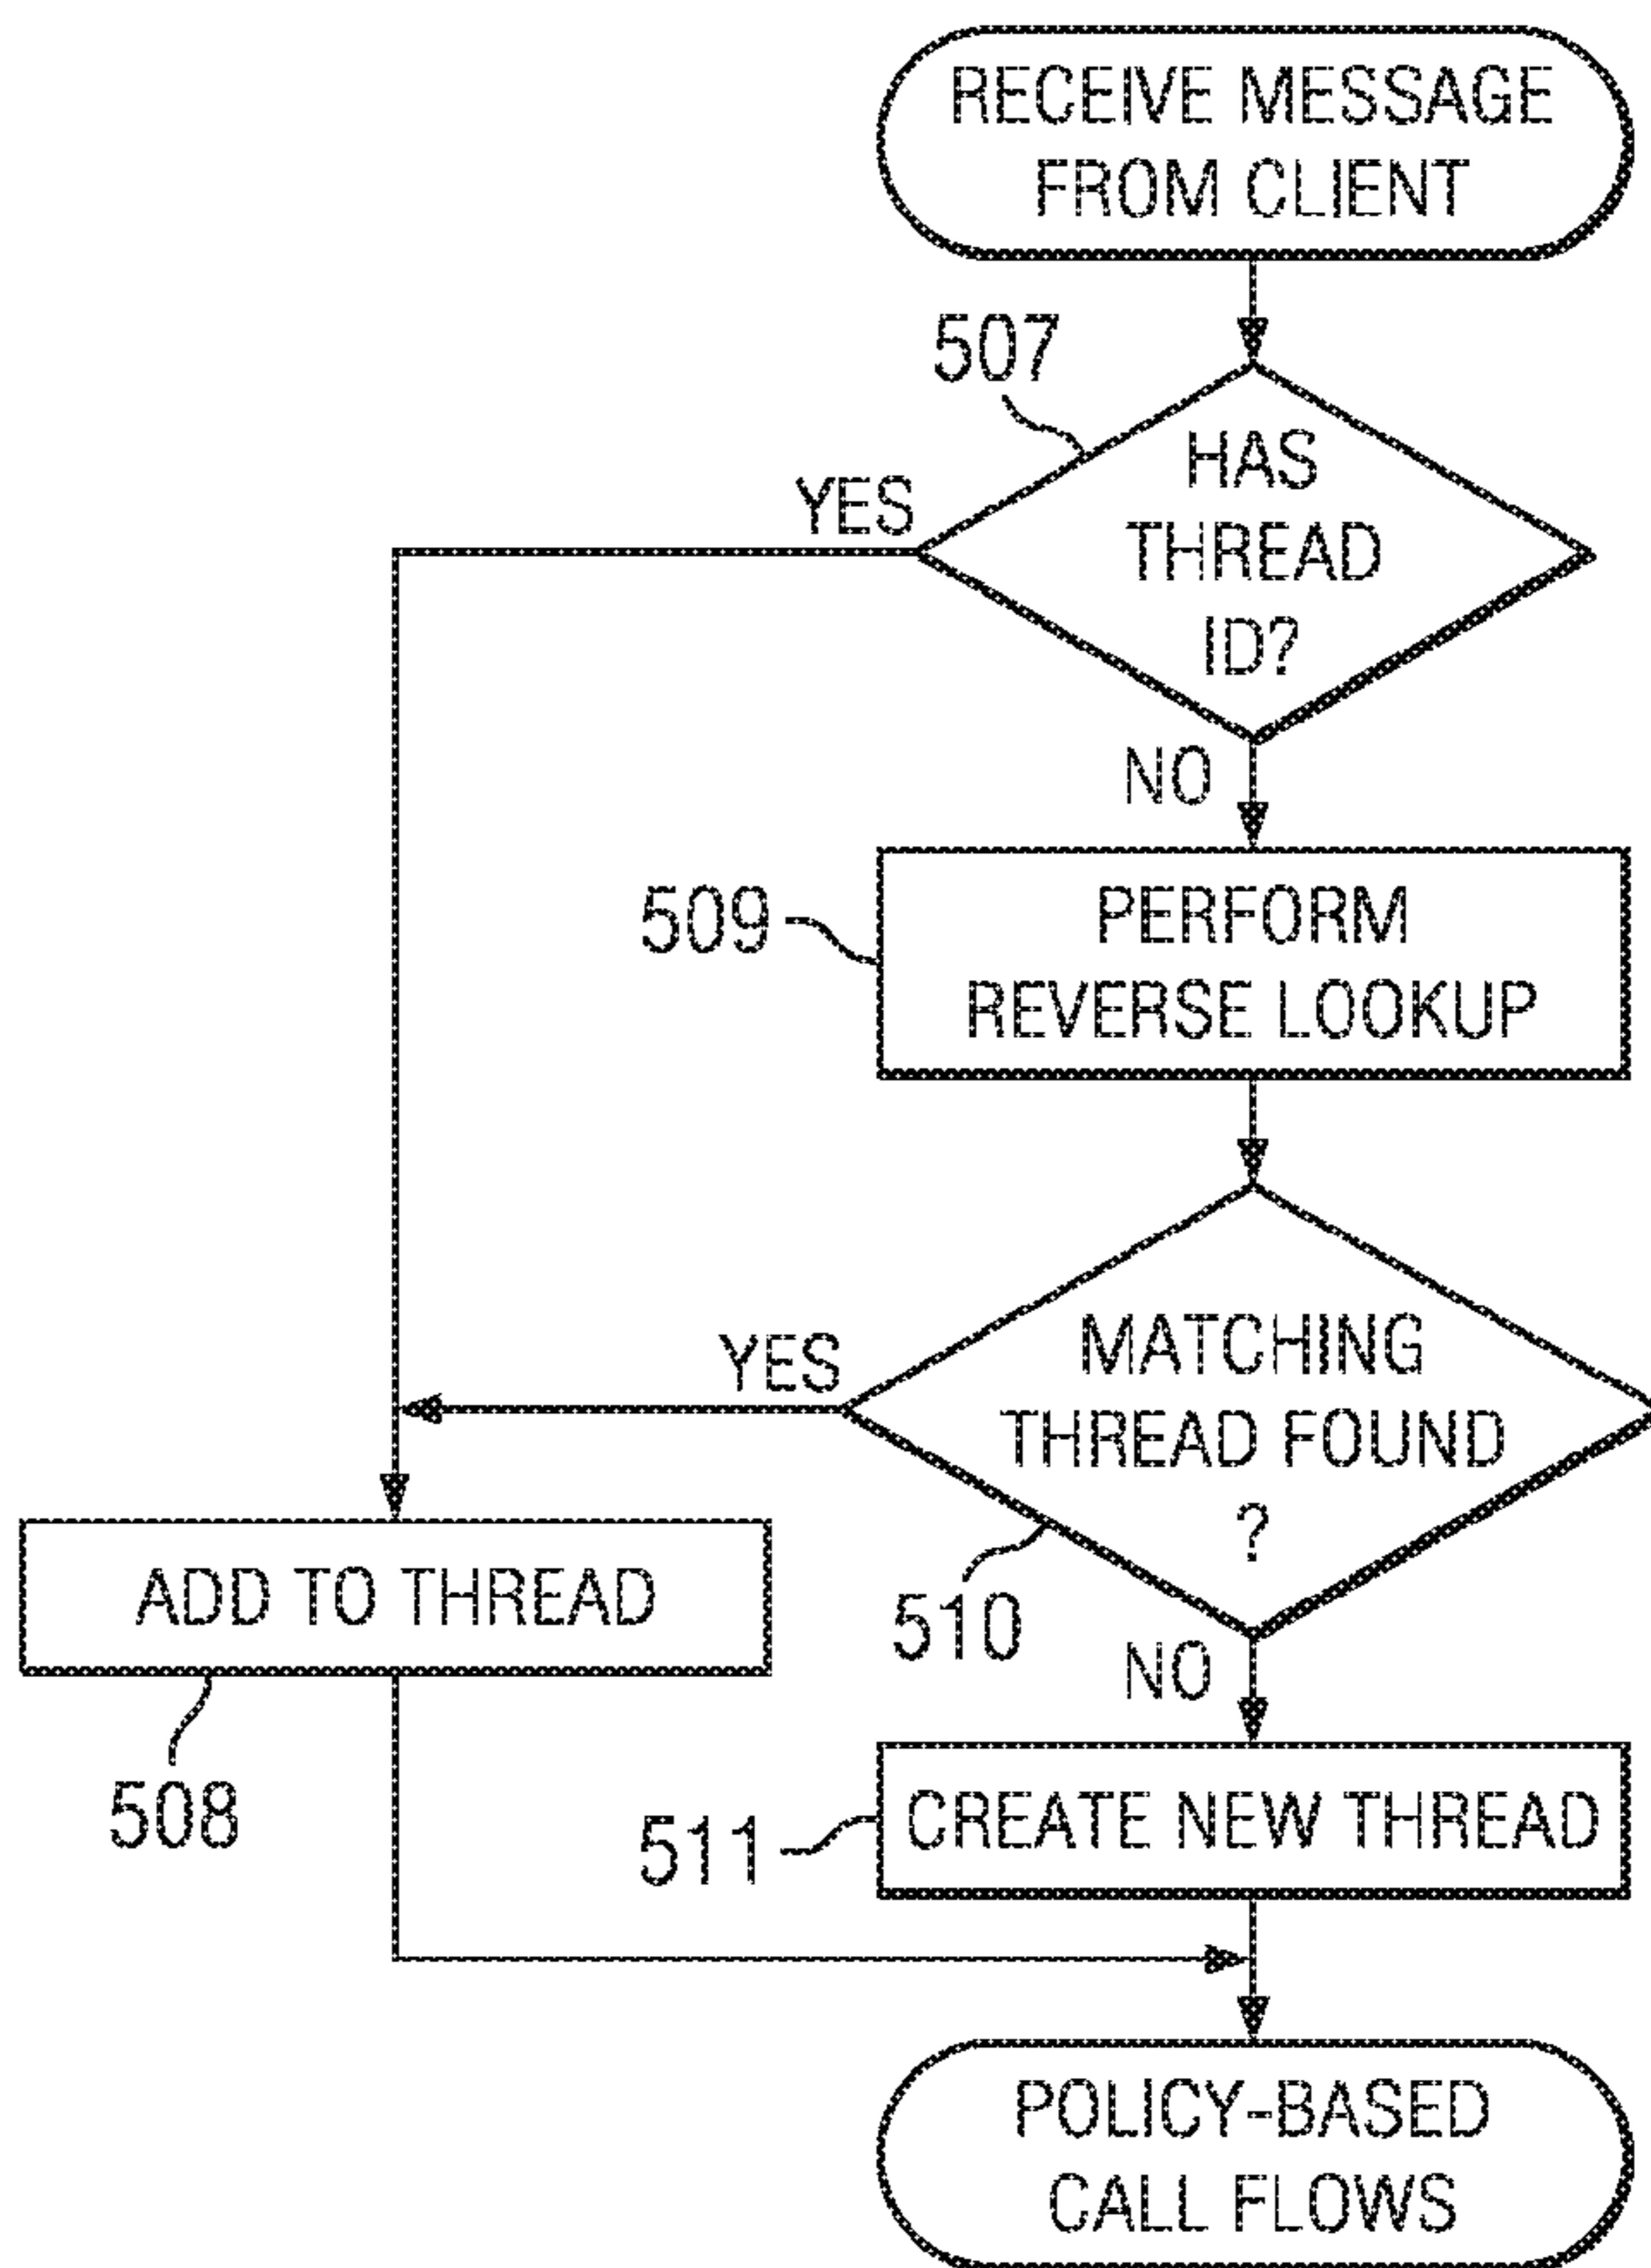 RECEIVE MESSAGE
FROM CLIENT
507
HAS
THREAD
ID?
YES
NO
509
PERFORM
REVERSE LOOKUP
MATCHING
THREAD FOUND
?
YES
510
NO
ADD TO THREAD
508
511
CREATE NEW THREAD
POLICY-BASED
CALL FLOWS